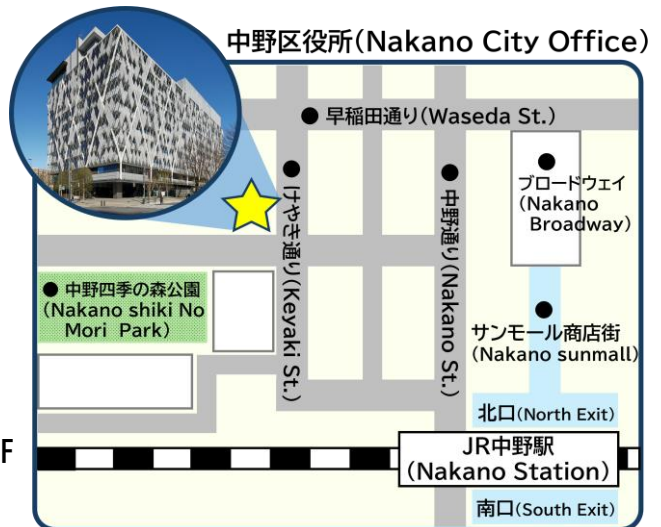 中野区役所(Nakano City Office)
● 早稲田通り(Waseda St.)
● けやき通り(Keyaki St.)
● 中野通り(Nakano St.)
● ブロードウェイ
(Nakano
Broadway)
● 中野四季の森公園
(Nakano shiki No
Mori Park)
● サンモール商店街
(Nakano sunmall)
北口(North Exit)
F
JR中野駅
(Nakano Station)
南口(South Exit)